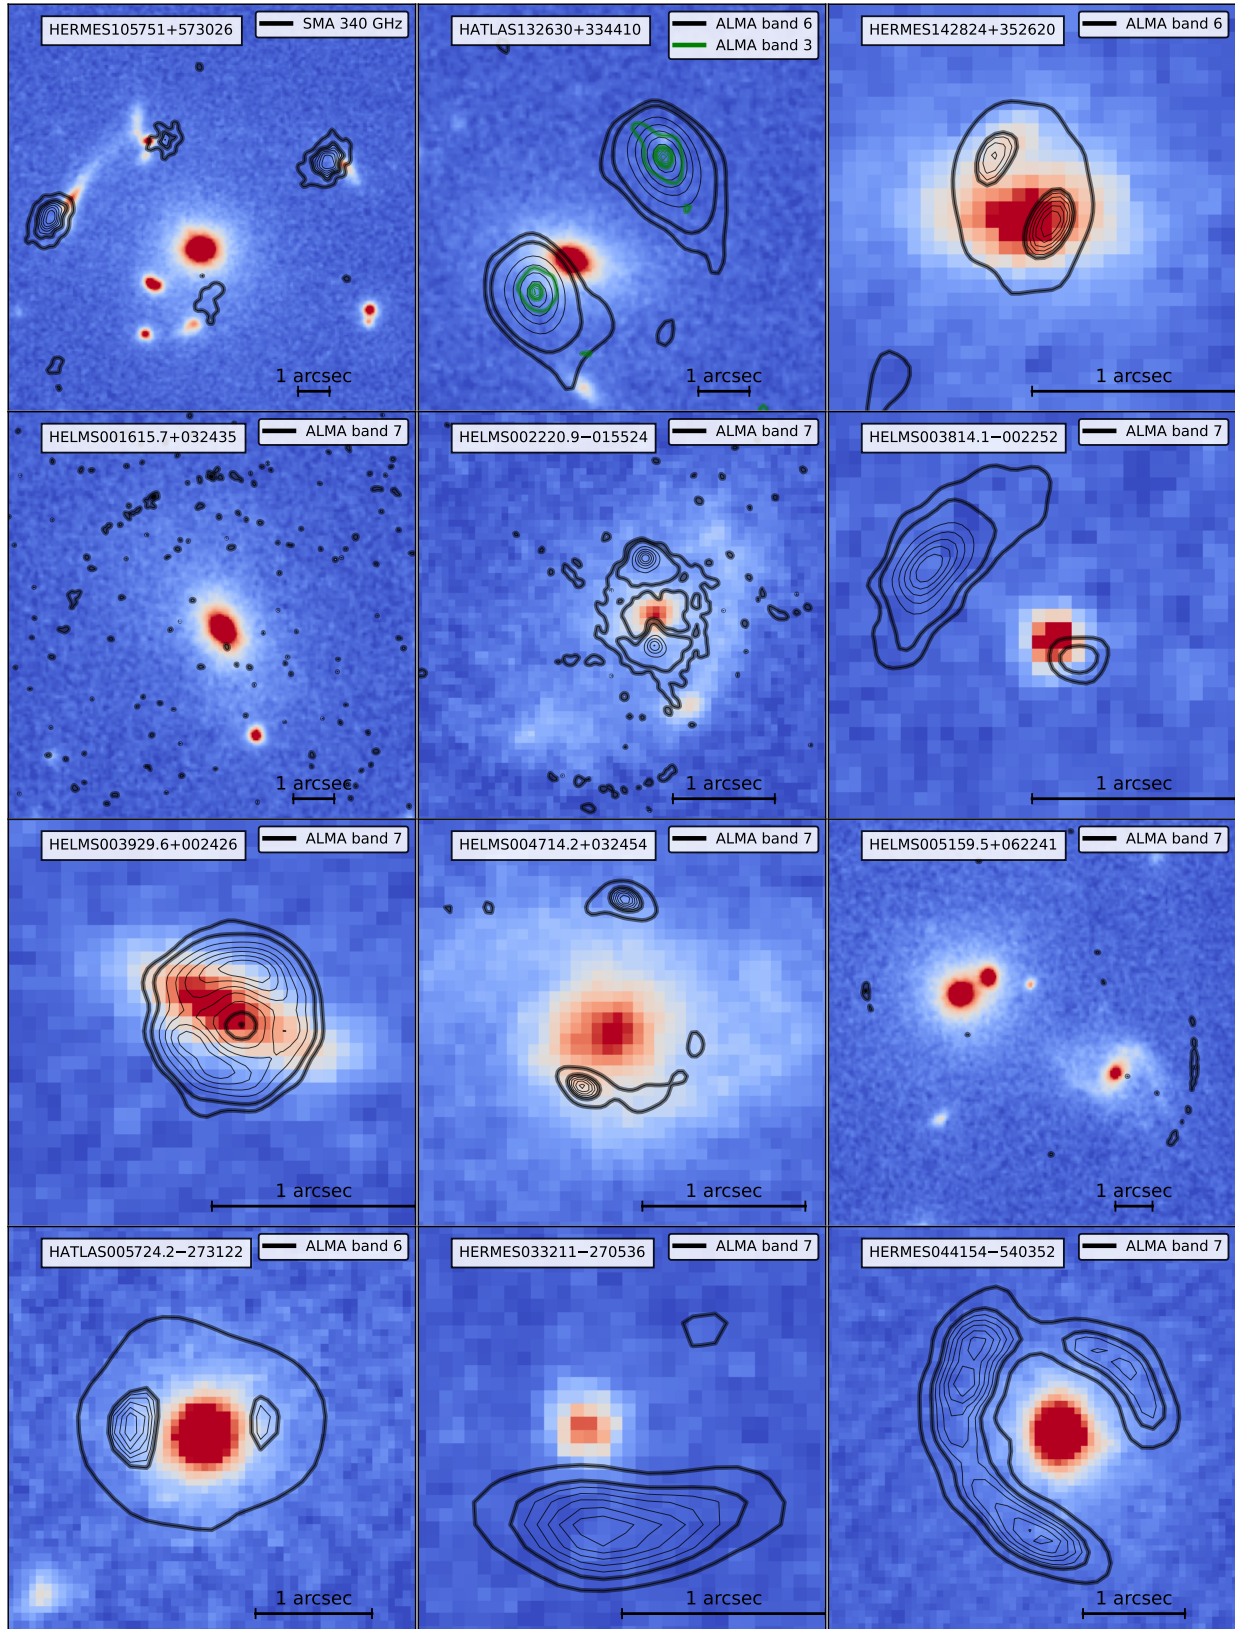 HERMES105751+573026
SMA 340 GHz
1 arcsec
HATLAS132630+334410
ALMA band 6
ALMA band 3
1 arcsec
HERMES142824+352620
ALMA band 6
1 arcsec
HELMS001615.7+032435
ALMA band 7
1 arcsec
HELMS002220.9−015524
ALMA band 7
1 arcsec
HELMS003814.1−002252
ALMA band 7
1 arcsec
HELMS003929.6+002426
ALMA band 7
1 arcsec
HELMS004714.2+032454
ALMA band 7
1 arcsec
HELMS005159.5+062241
ALMA band 7
1 arcsec
HATLAS005724.2−273122
ALMA band 6
1 arcsec
HERMES033211−270536
ALMA band 7
1 arcsec
HERMES044154−540352
ALMA band 7
1 arcsec